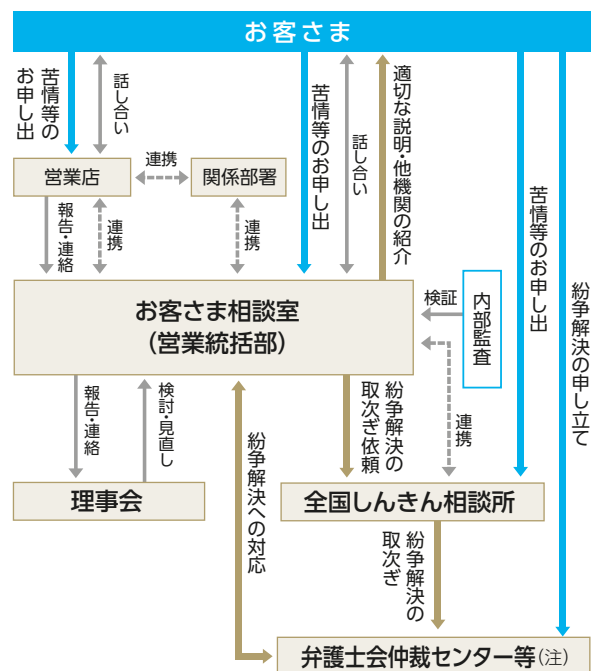 お客さま
苦情等の
お申し出
話し合い
苦情等のお申し出
話し合い
適切な説明・他機関の紹介
苦情等のお申し出
紛争解決の申し立て
営業店
連携
関係部署
報告・連絡
連携
連携
お客さま相談室
(営業統括部)
検証
内部監査
報告・連絡
検討・見直し
紛争解決への対応
紛争解決の
取次ぎ依頼
連携
理事会
全国しんきん相談所
紛争解決の
取次ぎ
弁護士会仲裁センター等(注)